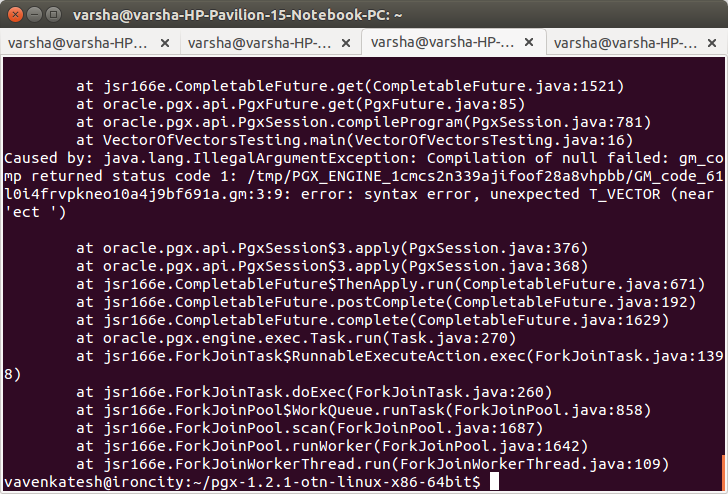 varsha@varsha-HP-Pavilion-15-Notebook-PC: ~
varsha@varsha-HP... × varsha@varsha-HP-... × varsha@varsha-HP-... × varsha@varsha-HP-... ×
at jsr166e.CompletableFuture.get(CompletableFuture.java:1521)
at oracle.pgx.api.PgxFuture.get(PgxFuture.java:85)
at oracle.pgx.api.PgxSession.compileProgram(PgxSession.java:781)
at VectorOfVectorsTesting.main(VectorOfVectorsTesting.java:16)
Caused by: java.lang.IllegalArgumentException: Compilation of null failed: gm_co
mp returned status code 1: /tmp/PGX_ENGINE_1cmcs2n339ajifoof28a8vhpbb/GM_code_61
l0i4frvpkneo10a4j9bf691a.gm:3:9: error: syntax error, unexpected T_VECTOR (near
'ect ')
at oracle.pgx.api.PgxSession$3.apply(PgxSession.java:376)
at oracle.pgx.api.PgxSession$3.apply(PgxSession.java:368)
at jsr166e.CompletableFuture$ThenApply.run(CompletableFuture.java:671)
at jsr166e.CompletableFuture.postComplete(CompletableFuture.java:192)
at jsr166e.CompletableFuture.complete(CompletableFuture.java:1629)
at oracle.pgx.engine.exec.Task.run(Task.java:270)
at jsr166e.ForkJoinTask$RunnableExecuteAction.exec(ForkJoinTask.java:139
8)
at jsr166e.ForkJoinTask.doExec(ForkJoinTask.java:260)
at jsr166e.ForkJoinPool$WorkQueue.runTask(ForkJoinPool.java:858)
at jsr166e.ForkJoinPool.scan(ForkJoinPool.java:1687)
at jsr166e.ForkJoinPool.runWorker(ForkJoinPool.java:1642)
at jsr166e.ForkJoinWorkerThread.run(ForkJoinWorkerThread.java:109)
vavenkatesh@ironcity:~/pgx-1.2.1-otn-linux-x86-64bit$